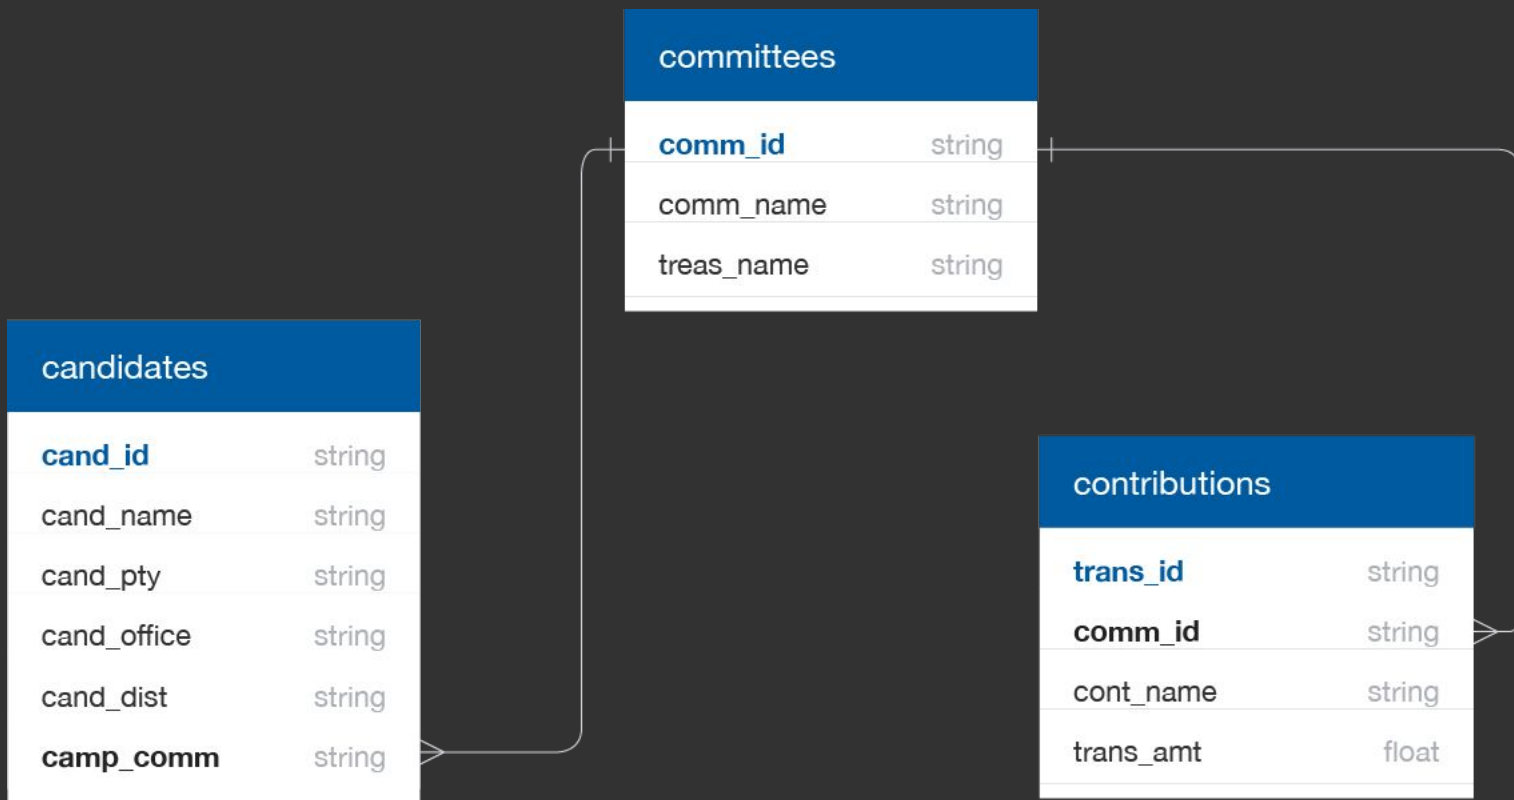 committees
comm_id string
comm_name string
treas_name string
candidates
cand_id string
cand_name string
cand_pty string
cand_office string
cand_dist string
camp_comm string
contributions
trans_id string
comm_id string
cont_name string
trans_amt float